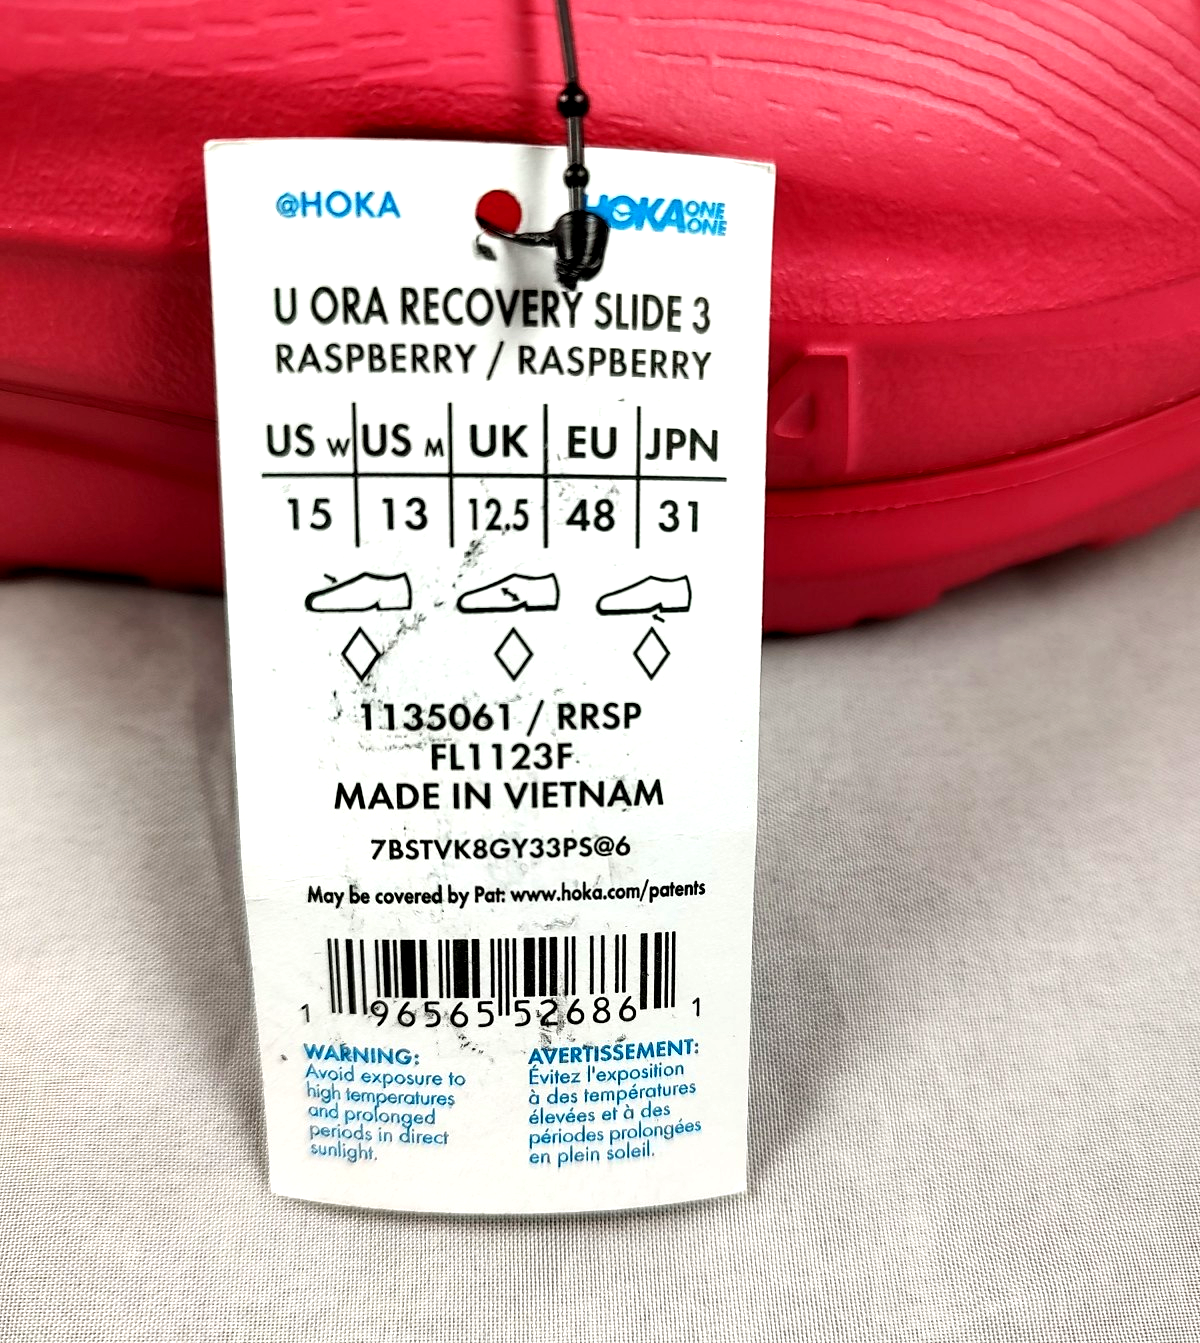 @HOKA
HOKA ONE ONE
U ORA RECOVERY SLIDE 3
RASPBERRY / RASPBERRY
US W US M UK EU JPN
15 13 12.5 48 31
1135061 / RRSP
FL1123F
MADE IN VIETNAM
7BSTVK8GY33PS@6
May be covered by Pat: www.hoka.com/patents
1 96565 52686 1
WARNING:
Avoid exposure to
high temperatures
and prolonged
periods in direct
sunlight.
AVERTISSEMENT:
Évitez l'exposition
à des températures
élevées et à des
périodes prolongées
en plein soleil.